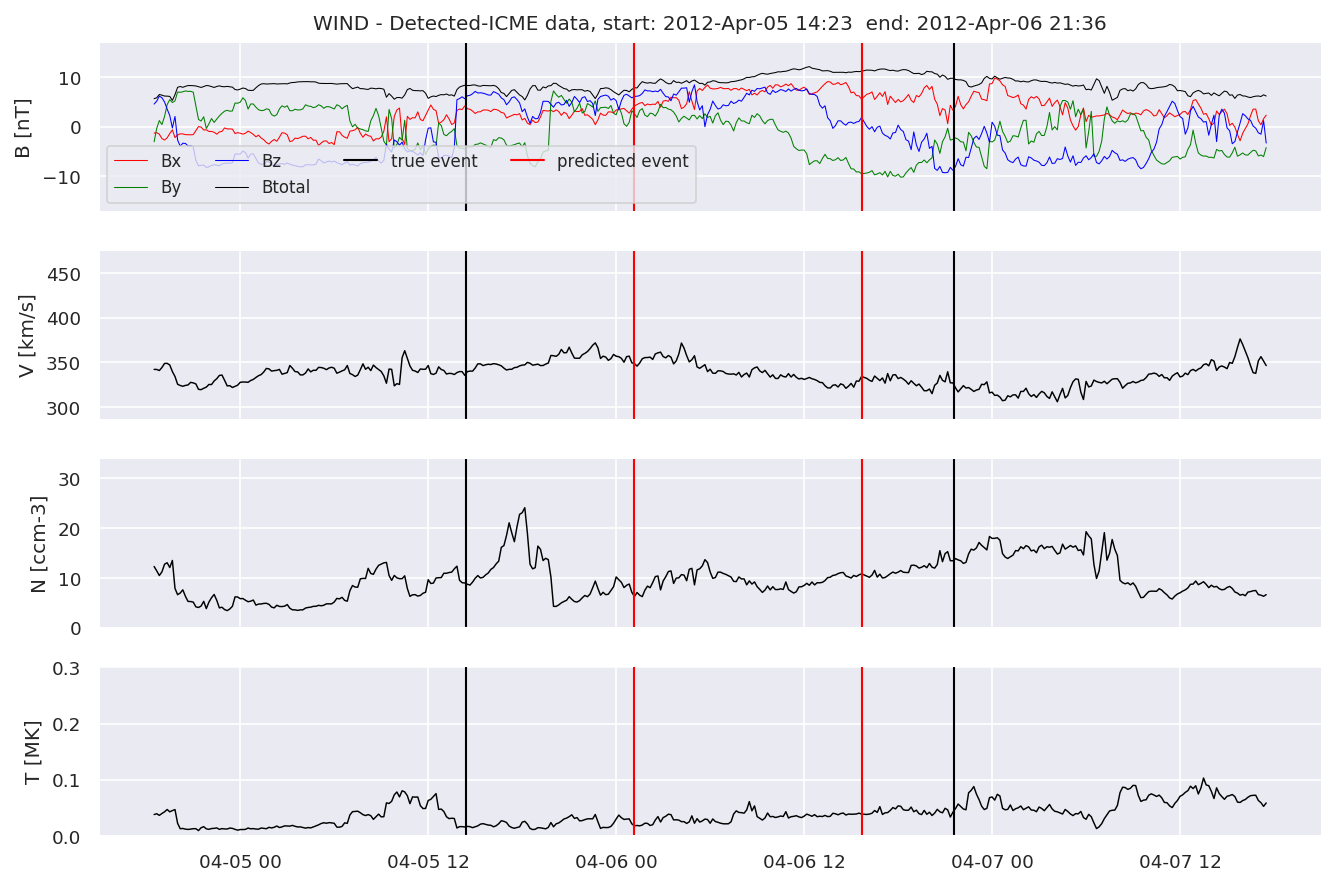 WIND - Detected-ICME data, start: 2012-Apr-05 14:23  end: 2012-Apr-06 21:36
B [nT]
10
0
−10
Bx Bz true event predicted event
By Btotal
V [km/s]
450
400
350
300
N [ccm-3]
30
20
10
0
T [MK]
0.3
0.2
0.1
0.0
04-05 00 04-05 12 04-06 00 04-06 12 04-07 00 04-07 12